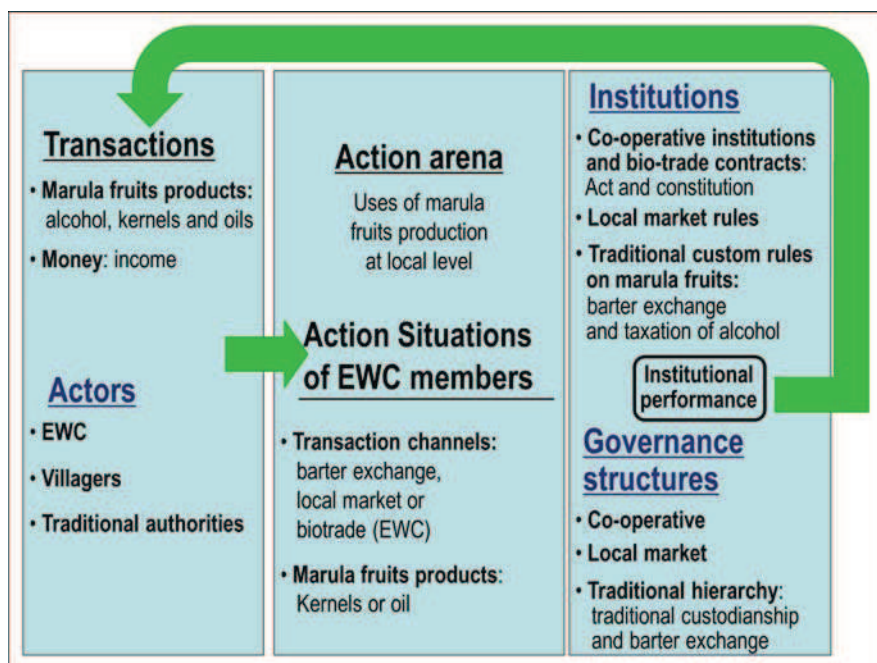 Transactions
• Marula fruits products:
alcohol, kernels and oils
• Money: income
Actors
• EWC
• Villagers
• Traditional authorities
Action arena
Uses of marula
fruits production
at local level
Action Situations
of EWC members
• Transaction channels:
barter exchange,
local market or
biotrade (EWC)
• Marula fruits products:
Kernels or oil
Institutions
• Co-operative institutions
and bio-trade contracts:
Act and constitution
• Local market rules
• Traditional custom rules
on marula fruits:
barter exchange
and taxation of alcohol
Institutional
performance
Governance
structures
• Co-operative
• Local market
• Traditional hierarchy:
traditional custodianship
and barter exchange